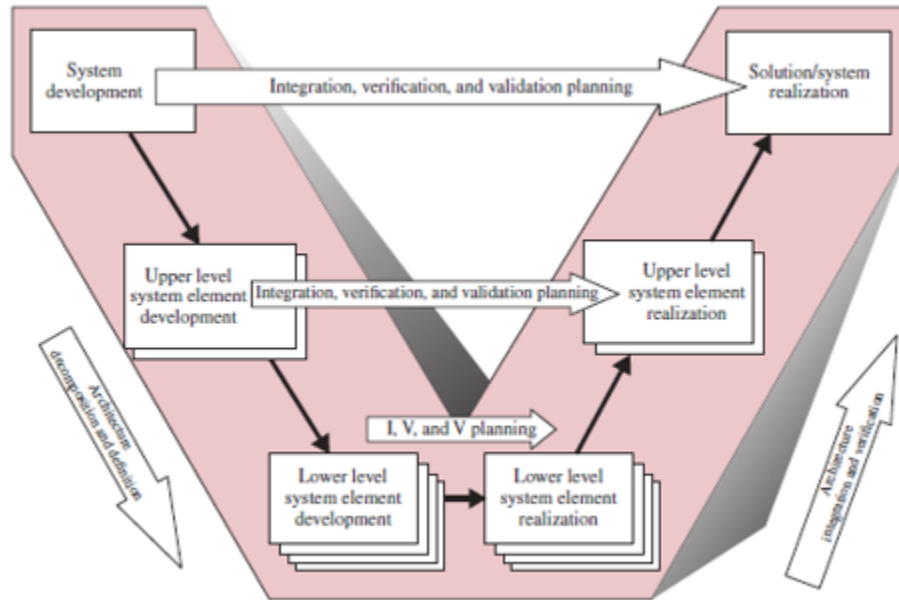 System
development
Integration, verification, and validation planning
Solution/system
realization
Upper level
system element
development
Integration, verification, and validation planning
Upper level
system element
realization
Architecture
decomposition and definition
I, V, and V planning
Lower level
system element
development
Lower level
system element
realization
Architecture
integration and verification